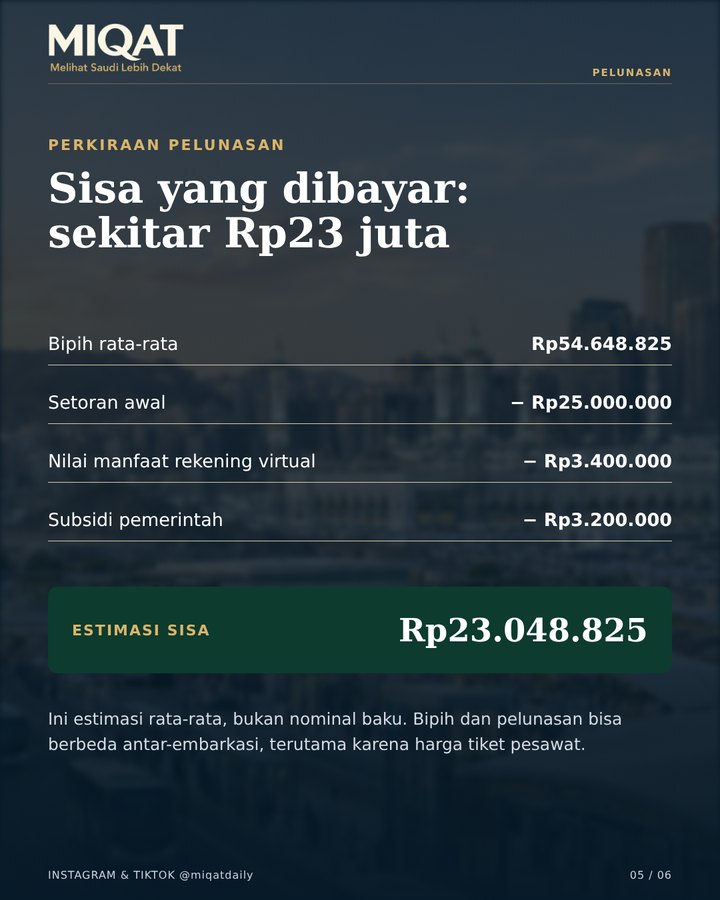 MIQAT
Melihat Saudi Lebih Dekat
PELUNASAN
PERKIRAAN PELUNASAN
Sisa yang dibayar:
sekitar Rp23 juta
Bipih rata-rata Rp54.648.825
Setoran awal − Rp25.000.000
Nilai manfaat rekening virtual − Rp3.400.000
Subsidi pemerintah − Rp3.200.000
ESTIMASI SISA Rp23.048.825
Ini estimasi rata-rata, bukan nominal baku. Bipih dan pelunasan bisa
berbeda antar-embarkasi, terutama karena harga tiket pesawat.
INSTAGRAM & TIKTOK @miqatdaily 05 / 06